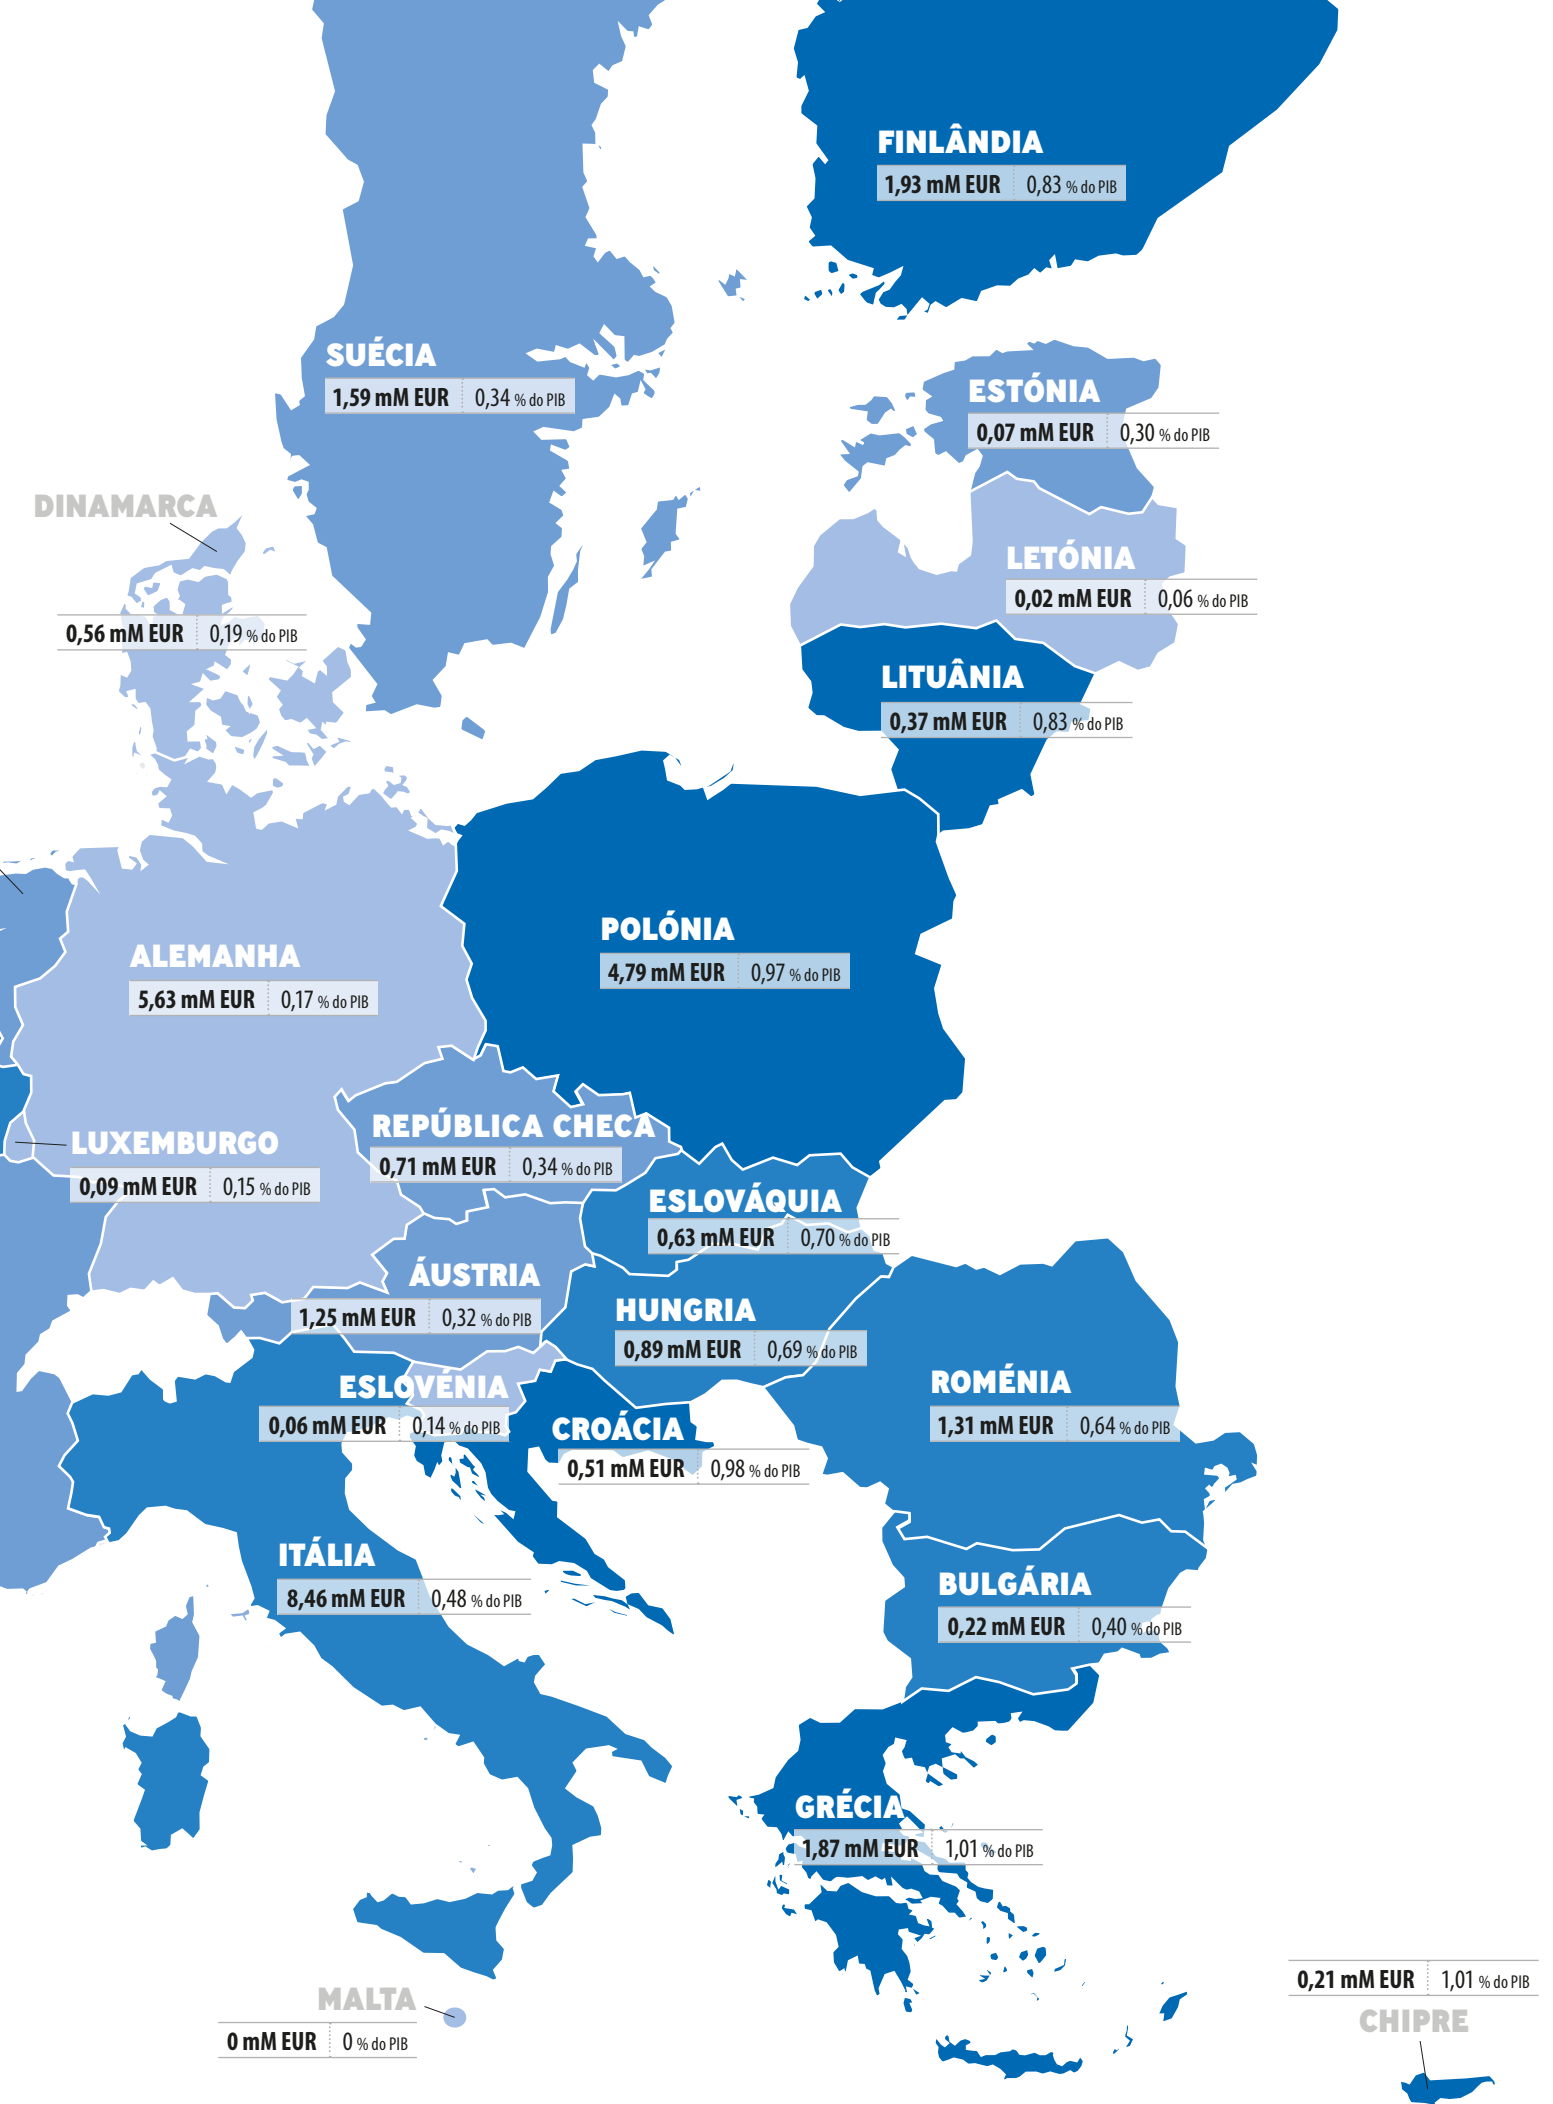 FINLÂNDIA
1,93 mM EUR 0,83 % do PIB
SUÉCIA
1,59 mM EUR 0,34 % do PIB
ESTÓNIA
0,07 mM EUR 0,30 % do PIB
DINAMARCA
0,56 mM EUR 0,19 % do PIB
LETÓNIA
0,02 mM EUR 0,06 % do PIB
LITUÂNIA
0,37 mM EUR 0,83 % do PIB
POLÓNIA
4,79 mM EUR 0,97 % do PIB
ALEMANHA
5,63 mM EUR 0,17 % do PIB
REPÚBLICA CHECA
0,71 mM EUR 0,34 % do PIB
LUXEMBURGO
0,09 mM EUR 0,15 % do PIB
ESLOVÁQUIA
0,63 mM EUR 0,70 % do PIB
ÁUSTRIA
1,25 mM EUR 0,32 % do PIB
HUNGRIA
0,89 mM EUR 0,69 % do PIB
ROMÉNIA
1,31 mM EUR 0,64 % do PIB
ESLOVÉNIA
0,06 mM EUR 0,14 % do PIB
CROÁCIA
0,51 mM EUR 0,98 % do PIB
ITÁLIA
8,46 mM EUR 0,48 % do PIB
BULGÁRIA
0,22 mM EUR 0,40 % do PIB
GRÉCIA
1,87 mM EUR 1,01 % do PIB
MALTA
0 mM EUR 0 % do PIB
0,21 mM EUR 1,01 % do PIB
CHIPRE